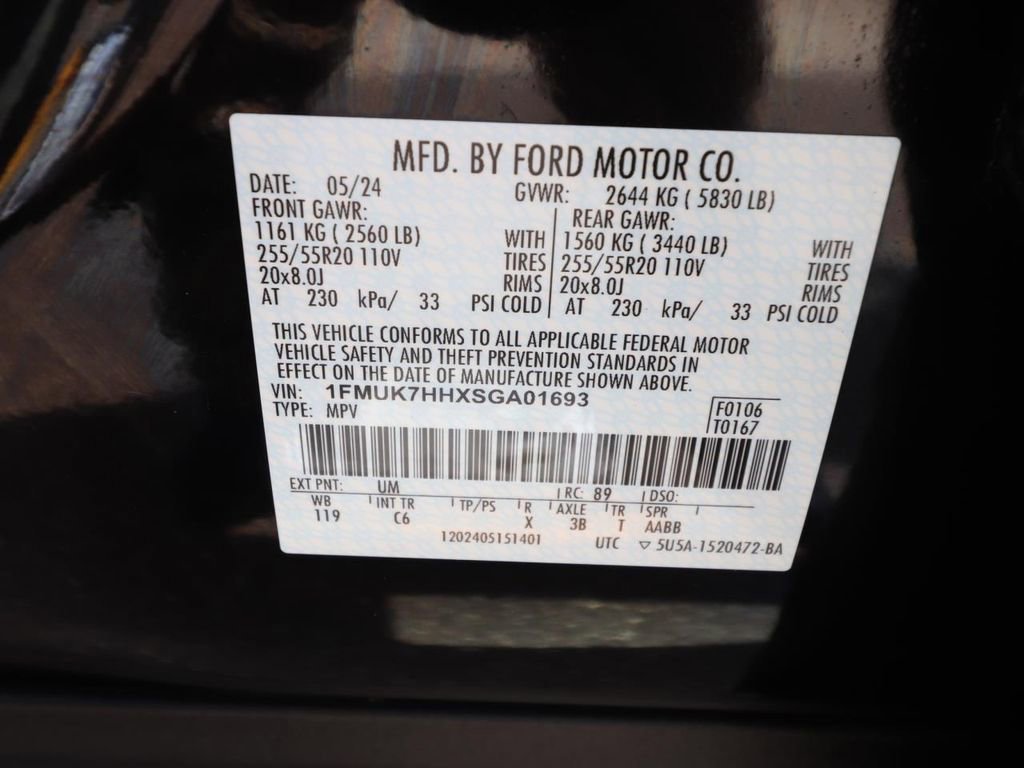 MFD. BY FORD MOTOR CO.
DATE: 05/24 GVWR: 2644 KG ( 5830 LB)
FRONT GAWR: REAR GAWR:
1161 KG ( 2560 LB) WITH 1560 KG ( 3440 LB) WITH
255/55R20 110V TIRES 255/55R20 110V TIRES
20x8.0J RIMS 20x8.0J RIMS
AT 230 kPa/ 33 PSI COLD AT 230 kPa/ 33 PSI COLD
THIS VEHICLE CONFORMS TO ALL APPLICABLE FEDERAL MOTOR
VEHICLE SAFETY AND THEFT PREVENTION STANDARDS IN
EFFECT ON THE DATE OF MANUFACTURE SHOWN ABOVE.
VIN: 1FMUK7HHXSGA01693
TYPE: MPV
F0106
T0167
EXT PNT: UM RC: 89 DSO:
WB INT TR TP/PS R AXLE TR SPR
119 C6 X 3B T AABB
1202405151401 UTC ▽ 5U5A-1520472-BA